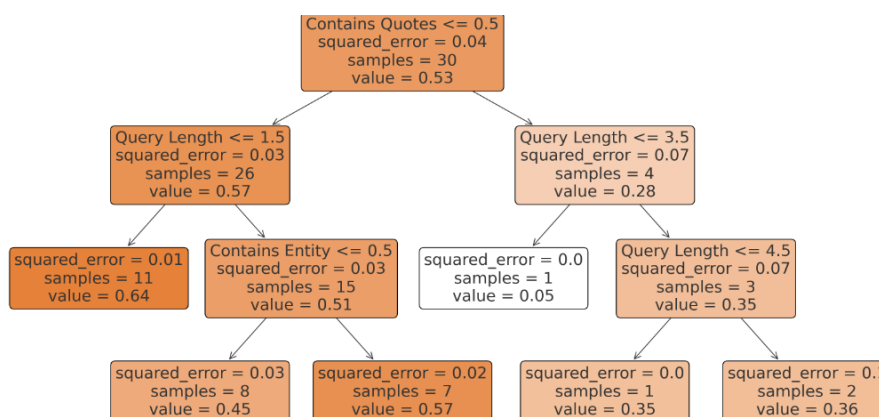 Contains Quotes <= 0.5
squared_error = 0.04
samples = 30
value = 0.53
Query Length <= 1.5
squared_error = 0.03
samples = 26
value = 0.57
Query Length <= 3.5
squared_error = 0.07
samples = 4
value = 0.28
squared_error = 0.01
samples = 11
value = 0.64
Contains Entity <= 0.5
squared_error = 0.03
samples = 15
value = 0.51
squared_error = 0.0
samples = 1
value = 0.05
Query Length <= 4.5
squared_error = 0.07
samples = 3
value = 0.35
squared_error = 0.03
samples = 8
value = 0.45
squared_error = 0.02
samples = 7
value = 0.57
squared_error = 0.0
samples = 1
value = 0.35
squared_error = 0.
samples = 2
value = 0.36